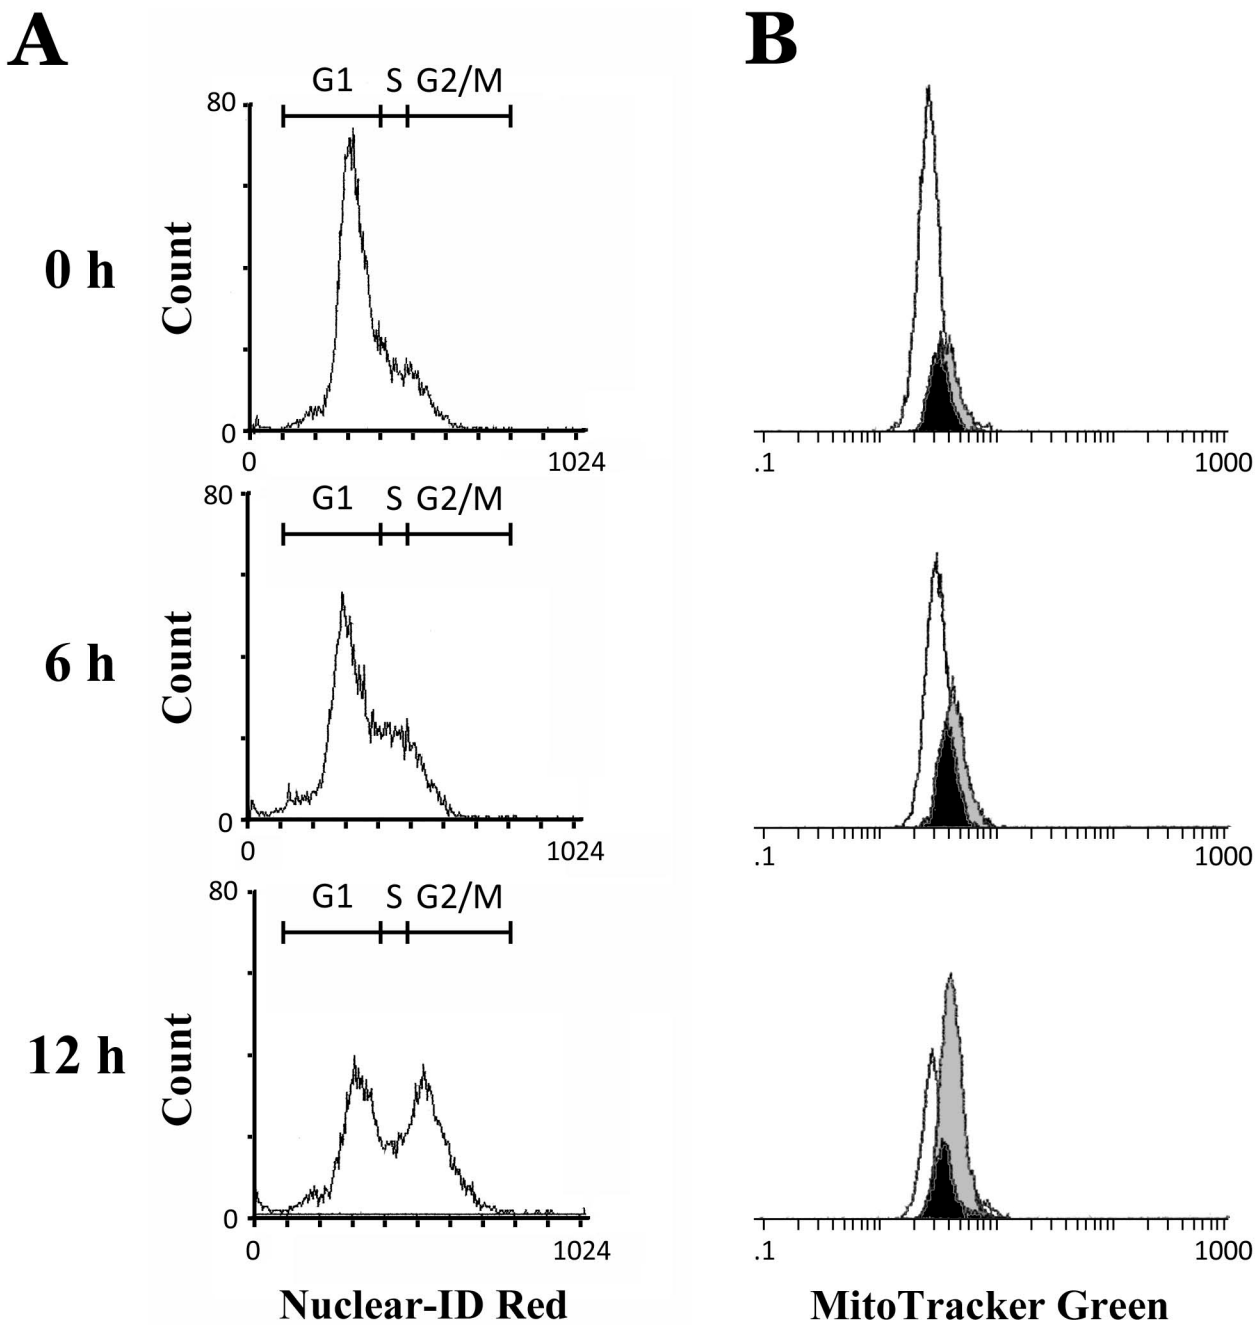 A
B
G1 S G2/M
80
Count
0 h
0
0 1024
.1 1000
G1 S G2/M
80
Count
6 h
0
0 1024
.1 1000
G1 S G2/M
80
Count
12 h
0
0 1024
.1 1000
Nuclear-ID Red
MitoTracker Green